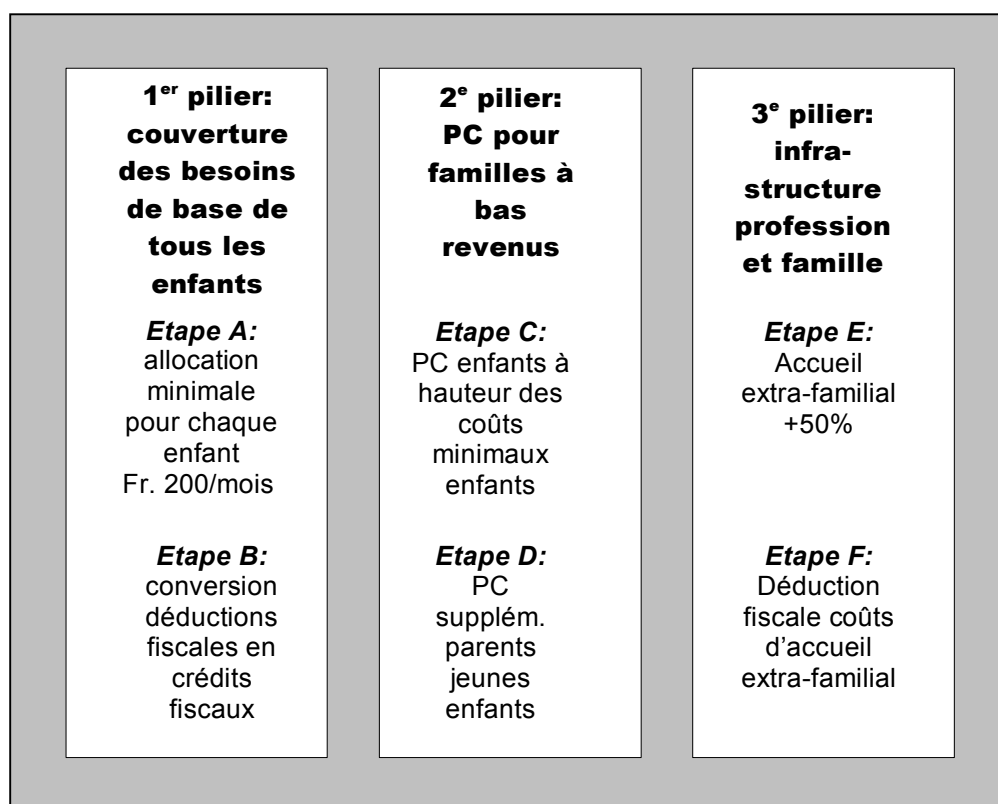 1er pilier:
couverture
des besoins
de base de
tous les
enfants
Etape A:
allocation
minimale
pour chaque
enfant
Fr. 200/mois
Etape B:
conversion
déductions
fiscales en
crédits
fiscaux
2e pilier:
PC pour
familles à
bas
revenus
Etape C:
PC enfants à
hauteur des
coûts
minimaux
enfants
Etape D:
PC
supplém.
parents
jeunes
enfants
3e pilier:
infra-
structure
profession
et famille
Etape E:
Accueil
extra-familial
+50%
Etape F:
Déduction
fiscale coûts
d'accueil
extra-familial